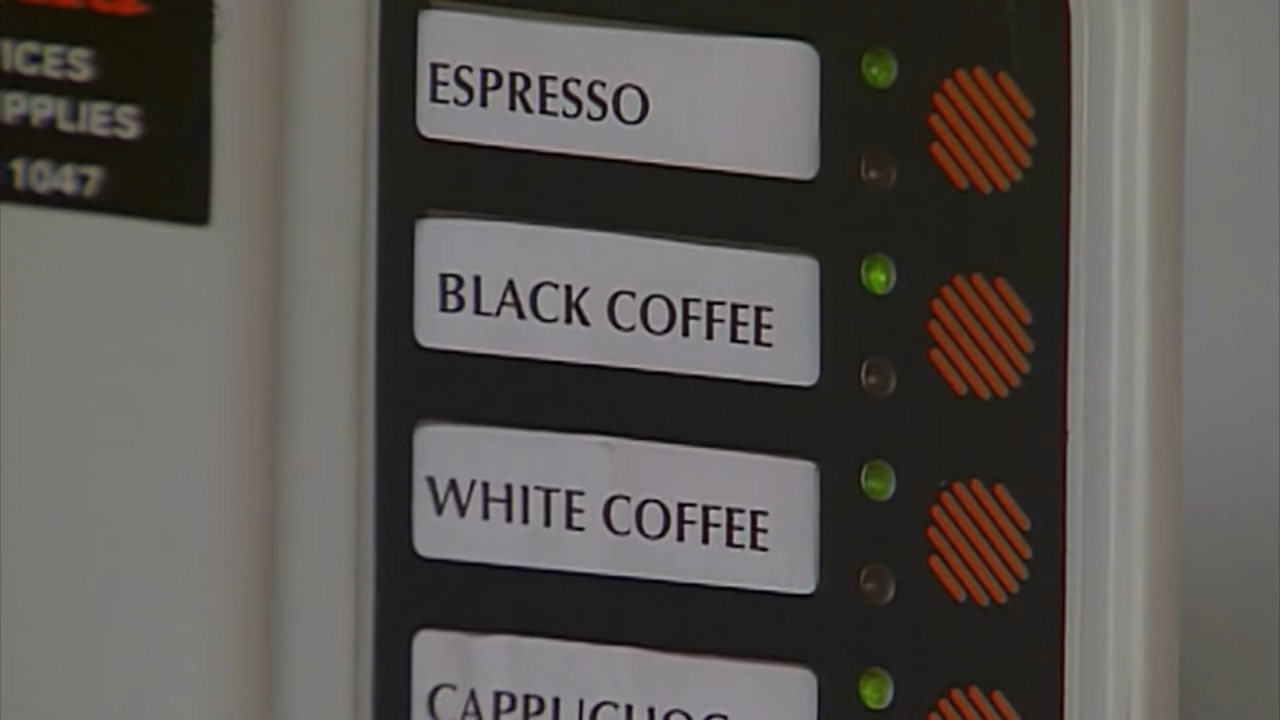 ICES
PPLIES
1047
ESPRESSO
BLACK COFFEE
WHITE COFFEE